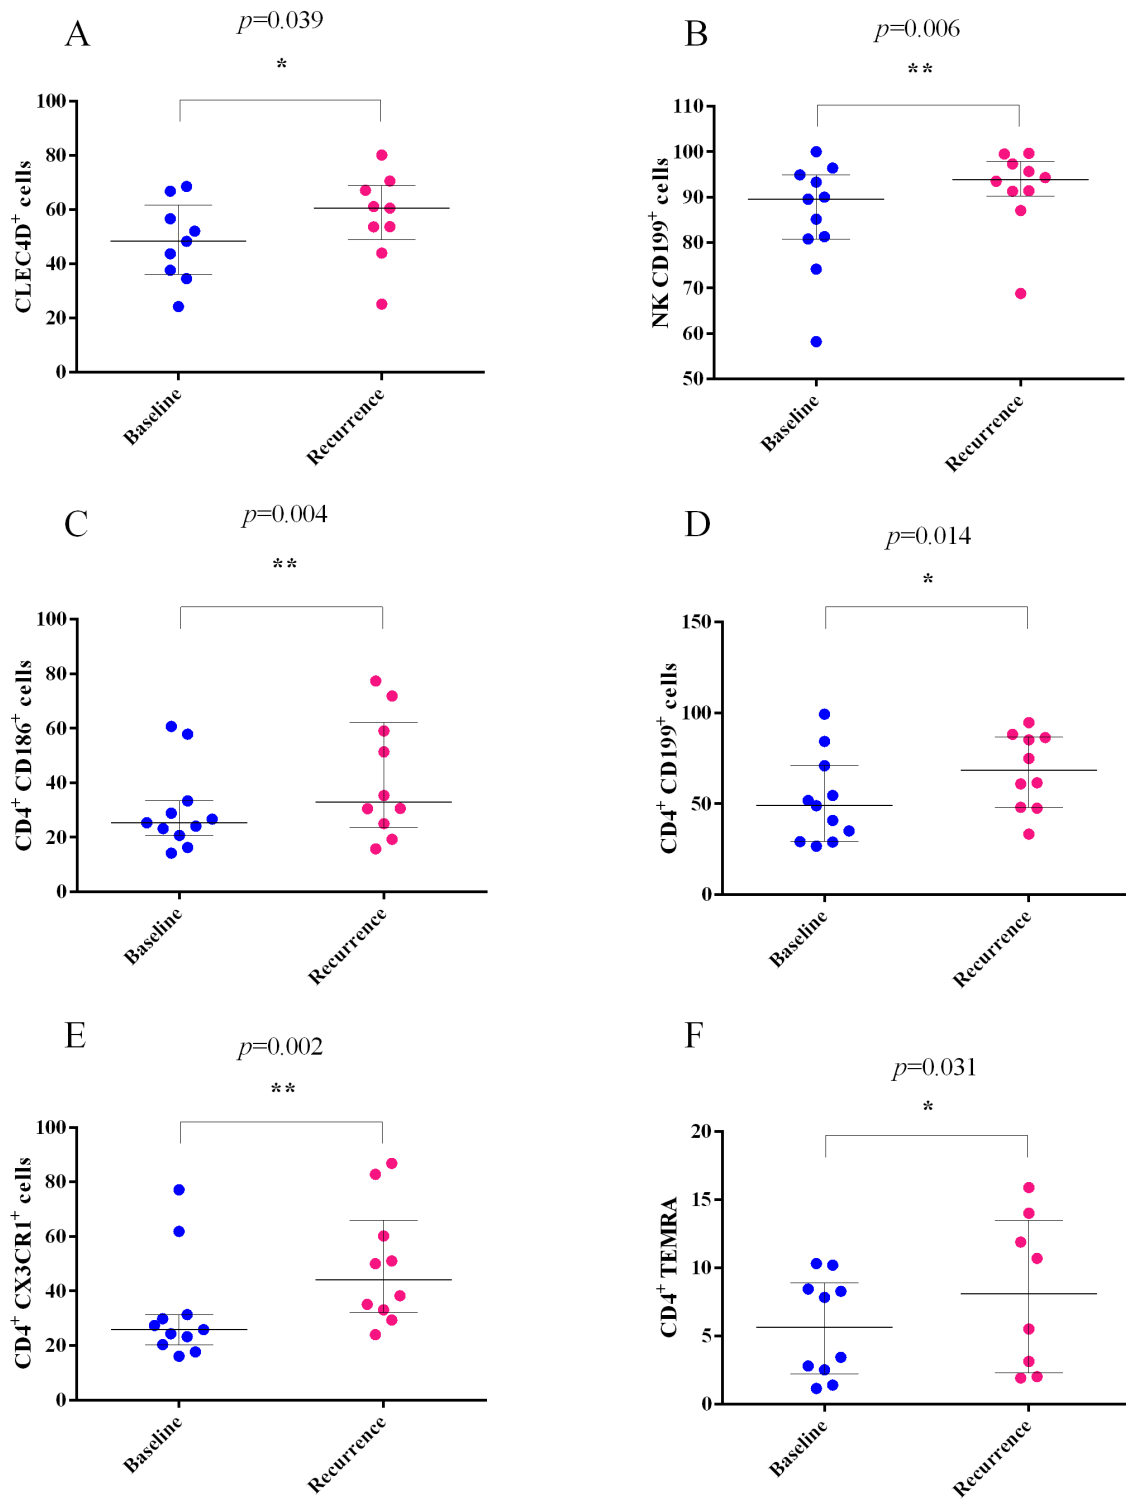 A
p=0.039
*
CLEC4D+ cells
100
80
60
40
20
0
Baseline
Recurrence
B
p=0.006
**
NK CD199+ cells
110
100
90
80
70
60
50
Baseline
Recurrence
C
p=0.004
**
CD4+ CD186+ cells
100
80
60
40
20
0
Baseline
Recurrence
D
p=0.014
*
CD4+ CD199+ cells
150
100
50
0
Baseline
Recurrence
E
p=0.002
**
CD4+ CX3CR1+ cells
100
80
60
40
20
0
Baseline
Recurrence
F
p=0.031
*
CD4+ TEMRA
20
15
10
5
0
Baseline
Recurrence